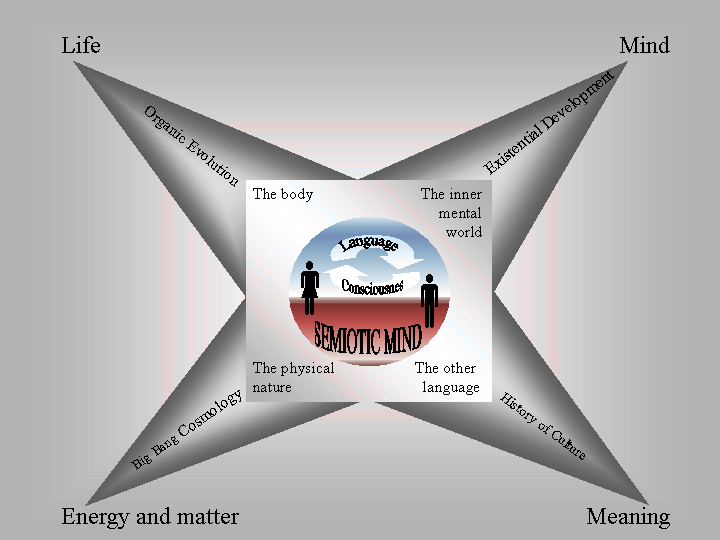 Life
Mind
Organic Evolution
Existential Development
The body
The inner
mental
world
Language
Consciousnes
SEMIOTIC MIND
The physical
nature
The other
language
Big Bang Cosmology
History of Culture
Energy and matter
Meaning